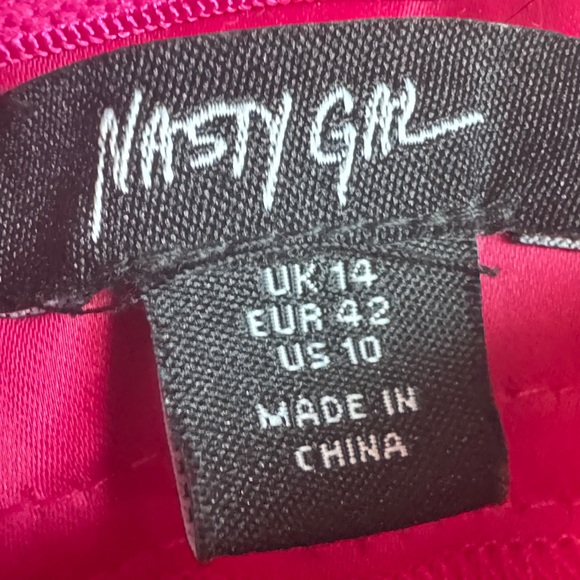 NASTY GAL
UK 14
EUR 42
US 10
MADE IN
CHINA